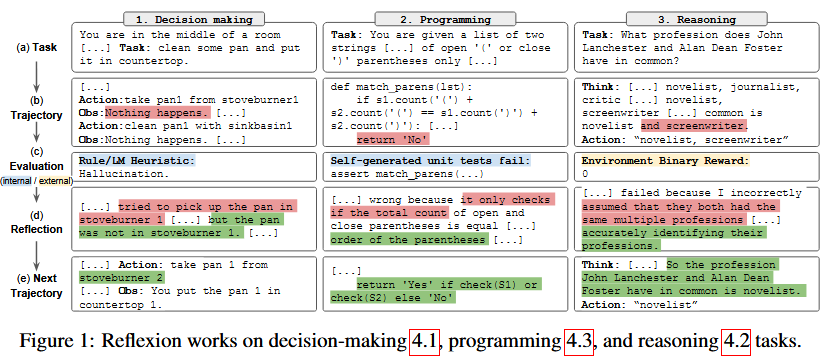 1. Decision making
2. Programming
3. Reasoning
(a) Task
You are in the middle of a room
[...] Task: clean some pan and put
it in countertop.
Task: You are given a list of two
strings [...] of open '(' or close
')' parentheses only [...]
Task: What profession does John
Lanchester and Alan Dean Foster
have in common?
(b)
Trajectory
[...]
Action:take pan1 from stoveburner1
Obs:Nothing happens. [...]
Action:clean pan1 with sinkbasin1
Obs:Nothing happens. [...]
def match_parens(lst):
if s1.count('(') +
s2.count('(') == s1.count(')') +
s2.count(')'): [...]
return 'No'
Think: [...] novelist, journalist,
critic [...] novelist,
screenwriter [...] common is
novelist and screenwriter.
Action: “novelist, screenwriter”
(c)
Evaluation
(internal / external)
Rule/LM Heuristic:
Hallucination.
Self-generated unit tests fail:
assert match_parens(...)
Environment Binary Reward:
0
(d)
Reflection
[...] tried to pick up the pan in
stoveburner 1 [...] but the pan
was not in stoveburner 1. [...]
[...] wrong because it only checks
if the total count of open and
close parentheses is equal [...]
order of the parentheses [...]
[...] failed because I incorrectly
assumed that they both had the
same multiple professions [...]
accurately identifying their
professions.
(e) Next
Trajectory
[...] Action: take pan 1 from
stoveburner 2
[...] Obs: You put the pan 1 in
countertop 1.
[...]
return 'Yes' if check(S1) or
check(S2) else 'No'
Think: [...] So the profession
John Lanchester and Alan Dean
Foster have in common is novelist.
Action: “novelist”
Figure 1: Reflexion works on decision-making 4.1, programming 4.3, and reasoning 4.2 tasks.